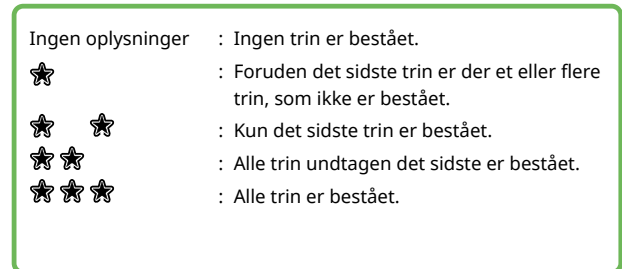 Ingen oplysninger : Ingen trin er bestået.
: Foruden det sidste trin er der et eller flere
trin, som ikke er bestået.
: Kun det sidste trin er bestået.
: Alle trin undtagen det sidste er bestået.
: Alle trin er bestået.